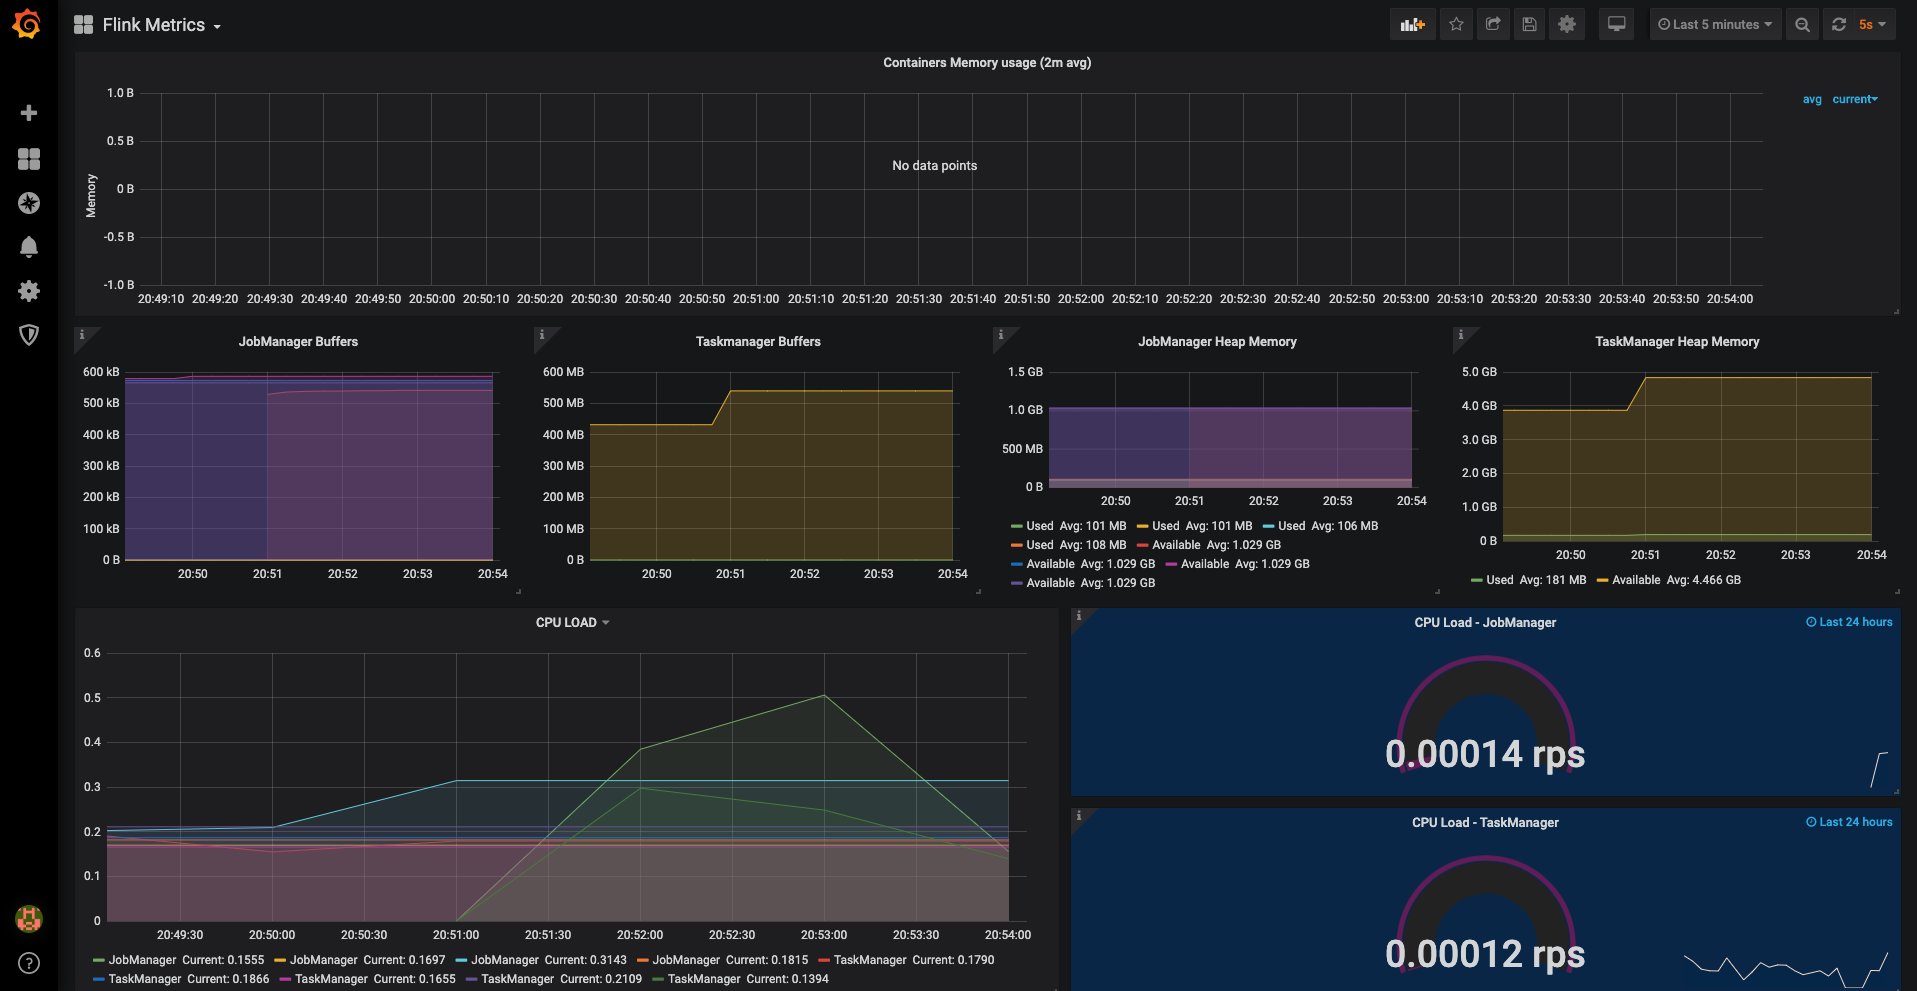 Flink Metrics
Last 5 minutes
5s
Containers Memory usage (2m avg)
avg current
Memory
1.0 B
0.5 B
0 B
-0.5 B
-1.0 B
No data points
20:49:10 20:49:20 20:49:30 20:49:40 20:49:50 20:50:00 20:50:10 20:50:20 20:50:30 20:50:40 20:50:50 20:51:00 20:51:10 20:51:20 20:51:30 20:51:40 20:51:50 20:52:00 20:52:10 20:52:20 20:52:30 20:52:40 20:52:50 20:53:00 20:53:10 20:53:20 20:53:30 20:53:40 20:53:50 20:54:00
i
JobManager Buffers
600 kB
500 kB
400 kB
300 kB
200 kB
100 kB
0 B
20:50 20:51 20:52 20:53 20:54
i
Taskmanager Buffers
600 MB
500 MB
400 MB
300 MB
200 MB
100 MB
0 B
20:50 20:51 20:52 20:53 20:54
i
JobManager Heap Memory
1.5 GB
1.0 GB
500 MB
0 B
20:50 20:51 20:52 20:53 20:54
Used Avg: 101 MB Used Avg: 101 MB Used Avg: 106 MB
Used Avg: 108 MB Available Avg: 1.029 GB
Available Avg: 1.029 GB Available Avg: 1.029 GB
Available Avg: 1.029 GB
i
TaskManager Heap Memory
5.0 GB
4.0 GB
3.0 GB
2.0 GB
1.0 GB
0 B
20:50 20:51 20:52 20:53 20:54
Used Avg: 181 MB Available Avg: 4.466 GB
CPU LOAD
0.6
0.5
0.4
0.3
0.2
0.1
0
20:49:30 20:50:00 20:50:30 20:51:00 20:51:30 20:52:00 20:52:30 20:53:00 20:53:30 20:54:00
JobManager Current: 0.1555 JobManager Current: 0.1697 JobManager Current: 0.3143 JobManager Current: 0.1815 TaskManager Current: 0.1790
TaskManager Current: 0.1866 TaskManager Current: 0.1655 TaskManager Current: 0.2109 TaskManager Current: 0.1394
i
CPU Load - JobManager
Last 24 hours
0.00014 rps
i
CPU Load - TaskManager
Last 24 hours
0.00012 rps
?